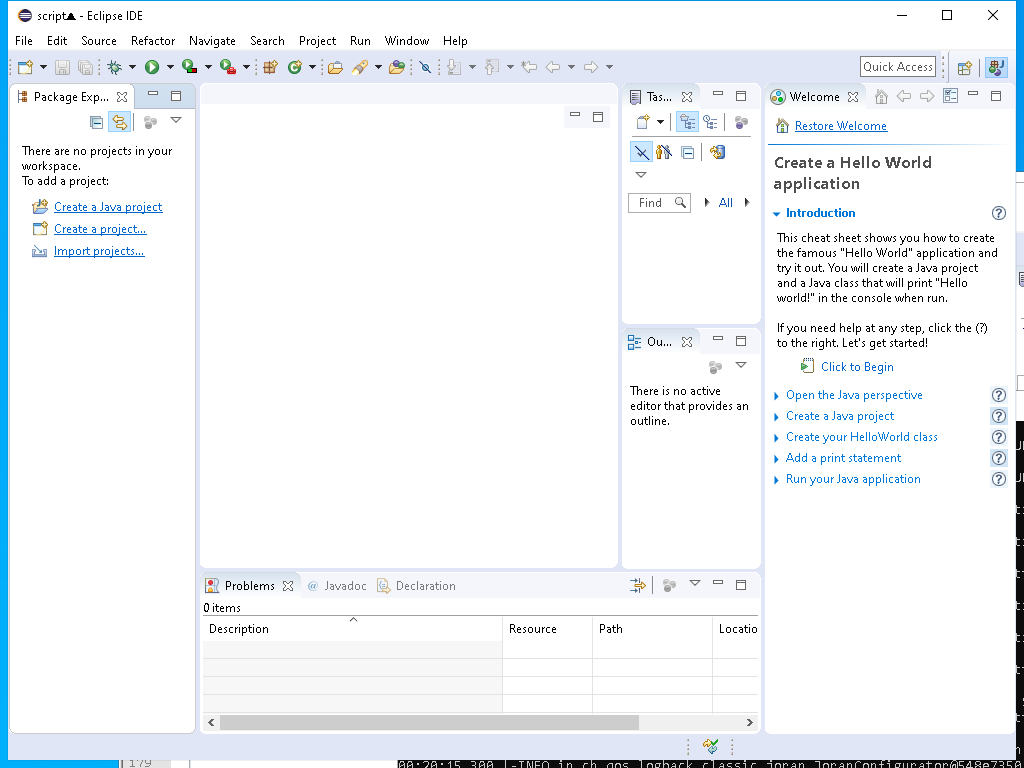 script▲ - Eclipse IDE
File Edit Source Refactor Navigate Search Project Run Window Help
Quick Access
Package Exp...
There are no projects in your
workspace.
To add a project:
Create a Java project
Create a project...
Import projects...
Tas...
Find
All
Ou...
There is no active
editor that provides an
outline.
Welcome
Restore Welcome
Create a Hello World
application
Introduction
This cheat sheet shows you how to create
the famous "Hello World" application and
try it out. You will create a Java project
and a Java class that will print "Hello
world!" in the console when run.
If you need help at any step, click the (?)
to the right. Let's get started!
Click to Begin
Open the Java perspective
Create a Java project
Create your HelloWorld class
Add a print statement
Run your Java application
Problems @ Javadoc Declaration
0 items
Description Resource Path Locatio
179
00:20:15,300 |-INFO in ch.qos.logback.classic.joran.JoranConfigurator@548e7350